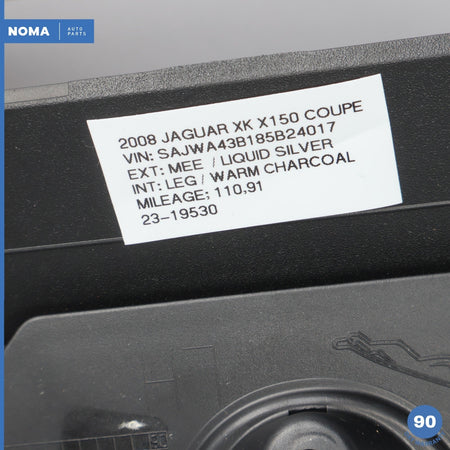 NOMA AUTO PARTS
2008 JAGUAR XK X150 COUPE
VIN: SAJWA43B185B24017
EXT: MEE / LIQUID SILVER
INT: LEG / WARM CHARCOAL
MILEAGE; 110,91
23-19530
90